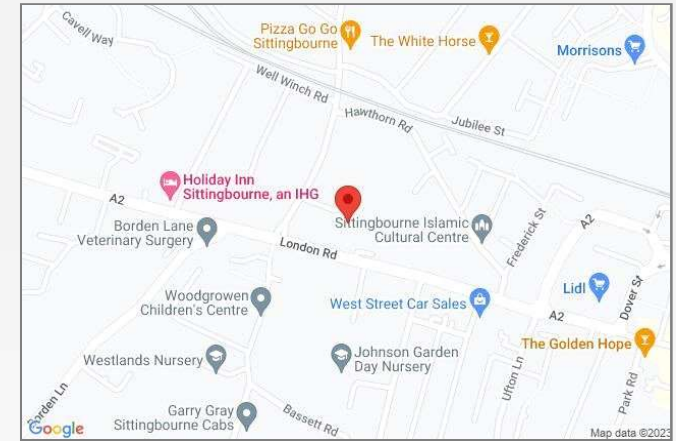 Cavell Way
Pizza Go Go
Sittingbourne
The White Horse
Morrisons
Well Winch Rd
Hawthorn Rd
Jubilee St
Holiday Inn
Sittingbourne, an IHG
A2
Borden Lane
Veterinary Surgery
Sittingbourne Islamic
Cultural Centre
London Rd
Frederick St
A2
Woodgrowen
Children's Centre
West Street Car Sales
Lidl
Dover St
A2
The Golden Hope
Westlands Nursery
Johnson Garden
Day Nursery
Ufton Ln
Park Rd
Borden Ln
Garry Gray
Sittingbourne Cabs
Bassett Rd
Google
Map data ©2023